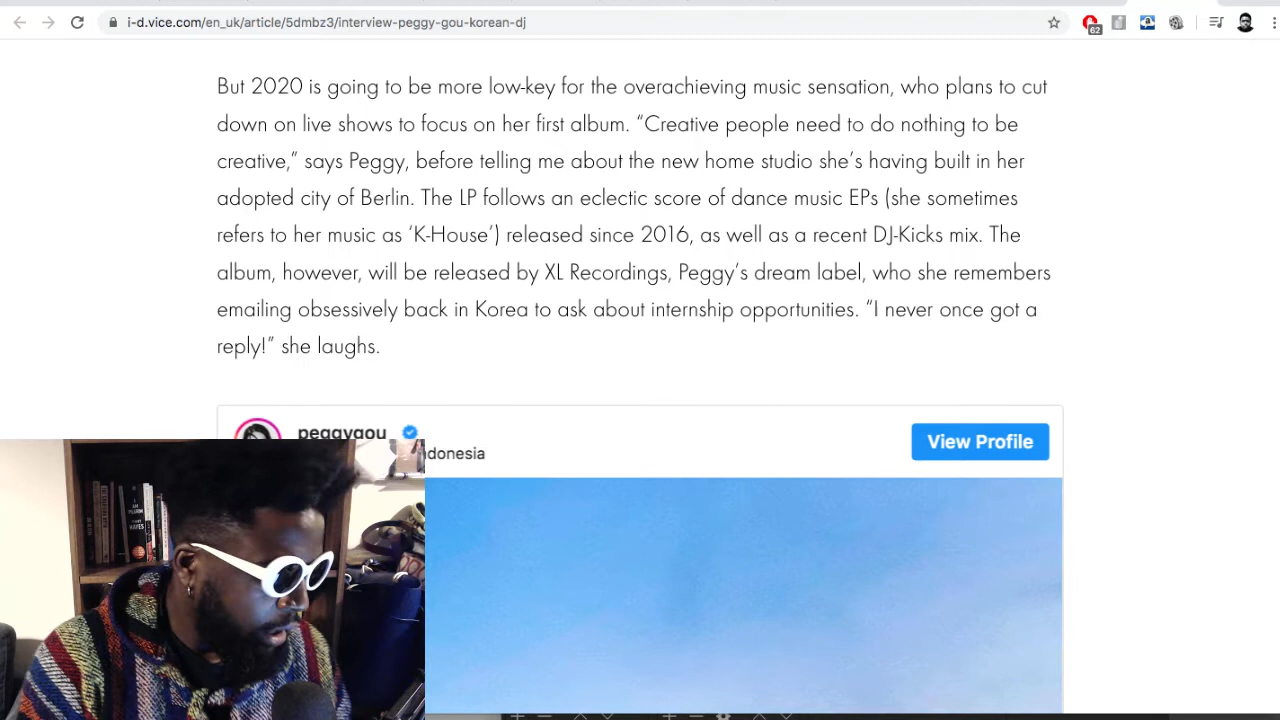 i-d.vice.com/en_uk/article/5dmbz3/interview-peggy-gou-korean-dj
62
But 2020 is going to be more low-key for the overachieving music sensation, who plans to cut
down on live shows to focus on her first album. “Creative people need to do nothing to be
creative,” says Peggy, before telling me about the new home studio she’s having built in her
adopted city of Berlin. The LP follows an eclectic score of dance music EPs (she sometimes
refers to her music as ‘K-House’) released since 2016, as well as a recent DJ-Kicks mix. The
album, however, will be released by XL Recordings, Peggy’s dream label, who she remembers
emailing obsessively back in Korea to ask about internship opportunities. “I never once got a
reply!” she laughs.
peggygou
donesia
View Profile
I AM
PILGRIM
HAYES